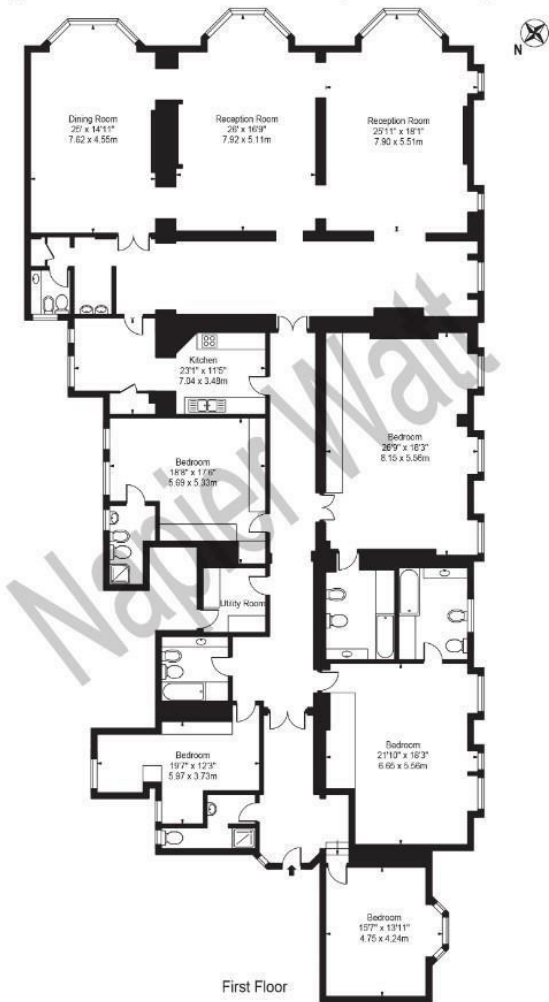 N
Dining Room
25' x 14'11"
7.62 x 4.55m
Reception Room
26' x 16'9"
7.92 x 5.11m
Reception Room
25'11" x 18'1"
7.90 x 5.51m
Kitchen
23'1" x 11'5"
7.04 x 3.48m
Bedroom
18'8" x 17'6"
5.69 x 5.33m
Bedroom
26'9" x 18'3"
8.15 x 5.56m
Utility Room
Bedroom
19'7" x 12'3"
5.97 x 3.73m
Bedroom
21'10" x 18'3"
6.65 x 5.56m
Bedroom
15'7" x 13'11"
4.75 x 4.24m
First Floor
Napier Watt.